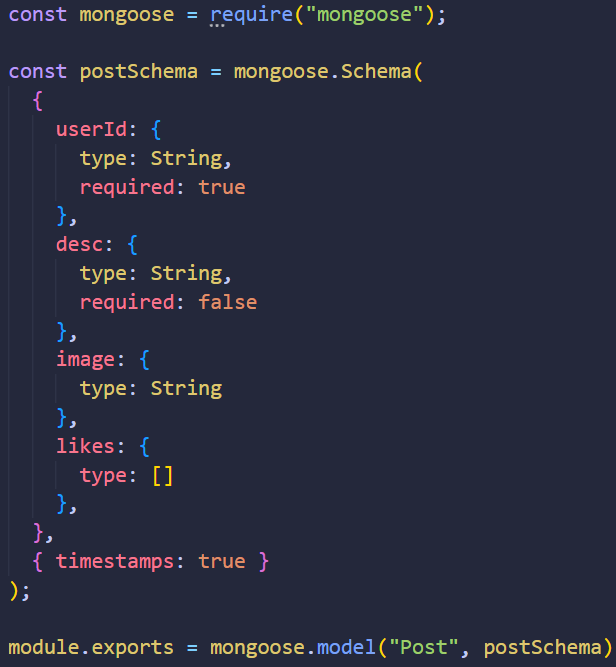 const mongoose = require("mongoose");
const postSchema = mongoose.Schema(
  {
    userId: {
      type: String,
      required: true
    },
    desc: {
      type: String,
      required: false
    },
    image: {
      type: String
    },
    likes: {
      type: []
    },
  },
  { timestamps: true }
);
module.exports = mongoose.model("Post", postSchema)